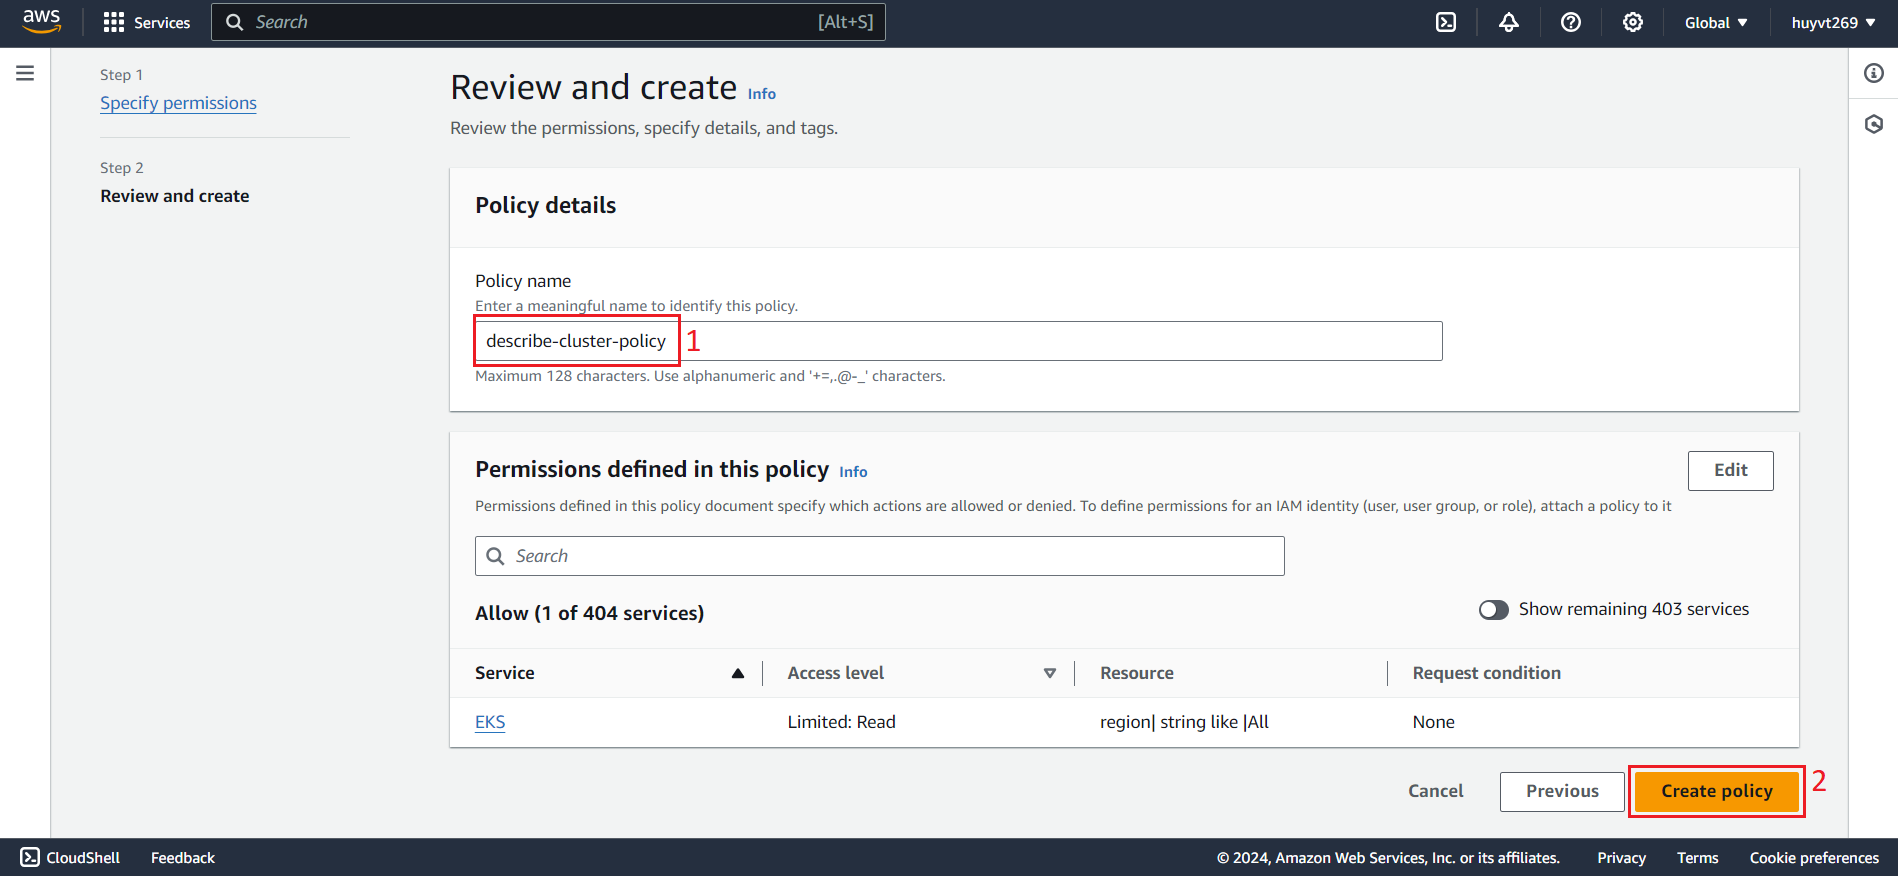 aws
Services
Search
[Alt+S]
Global
huyvt269
Step 1
Specify permissions
Step 2
Review and create
Review and create Info
Review the permissions, specify details, and tags.
Policy details
Policy name
Enter a meaningful name to identify this policy.
describe-cluster-policy
1
Maximum 128 characters. Use alphanumeric and '+=,.@-_' characters.
Permissions defined in this policy Info
Edit
Permissions defined in this policy document specify which actions are allowed or denied. To define permissions for an IAM identity (user, user group, or role), attach a policy to it
Search
Allow (1 of 404 services)
Show remaining 403 services
Service Access level Resource Request condition
EKS Limited: Read region| string like |All None
Cancel
Previous
Create policy
2
CloudShell
Feedback
© 2024, Amazon Web Services, Inc. or its affiliates.
Privacy
Terms
Cookie preferences